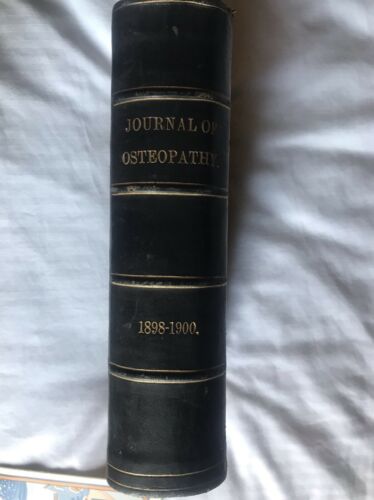 JOURNAL OF
OSTEOPATHY.
1898-1900.